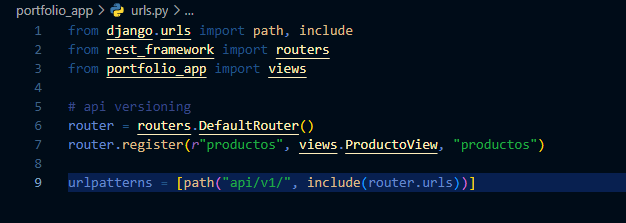 portfolio_app > urls.py > ...
1 from django.urls import path, include
2 from rest_framework import routers
3 from portfolio_app import views
4
5 # api versioning
6 router = routers.DefaultRouter()
7 router.register(r"productos", views.ProductoView, "productos")
8
9 urlpatterns = [path("api/v1/", include(router.urls))]